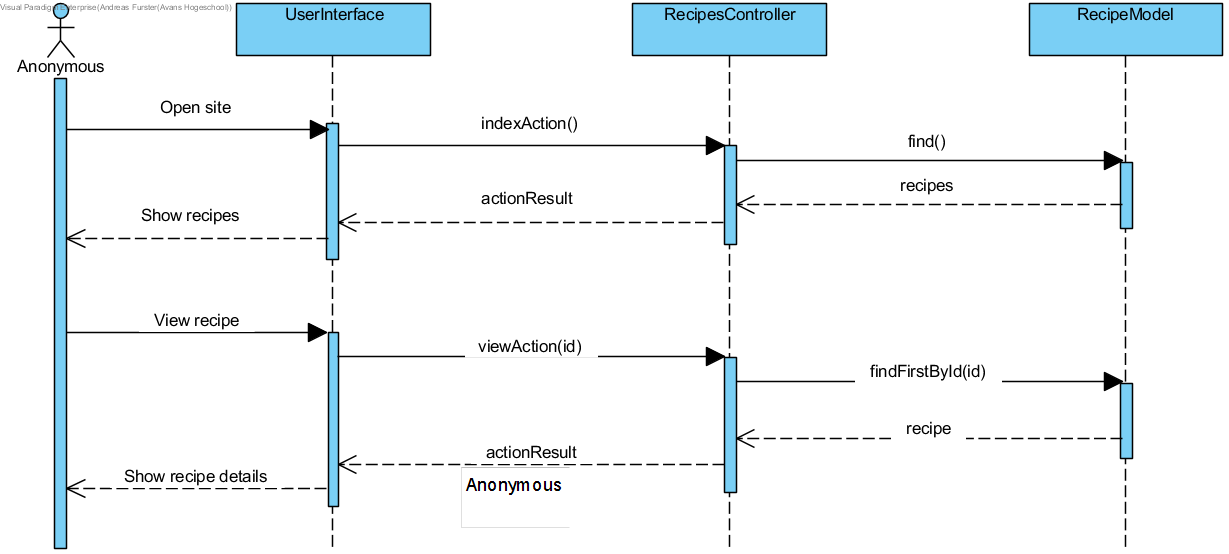 Visual Paradigm Enterprise(Andreas Furster(Avans Hogeschool))
UserInterface
RecipesController
RecipeModel
Anonymous
Open site
indexAction()
find()
recipes
actionResult
Show recipes
View recipe
viewAction(id)
findFirstById(id)
recipe
actionResult
Show recipe details
Anonymous